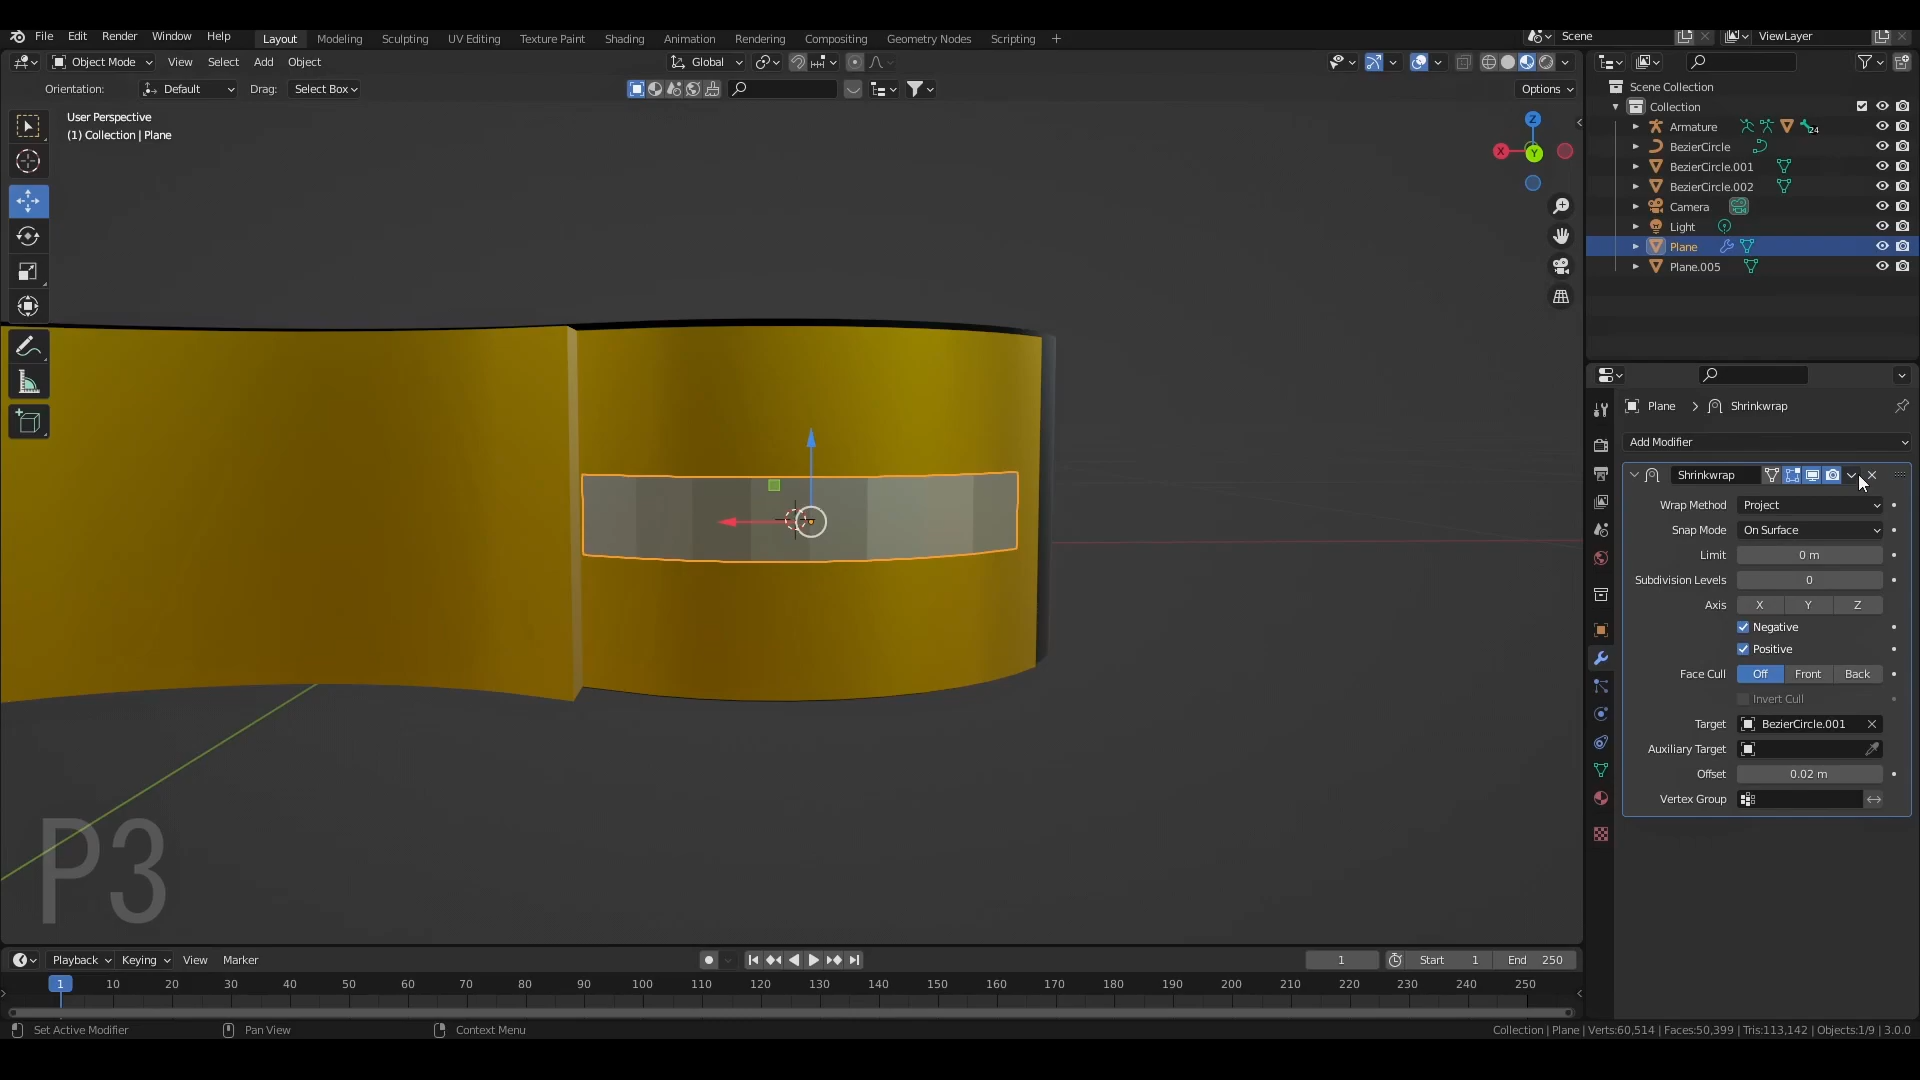 File Edit Render Window Help Layout Modeling Sculpting UV Editing Texture Paint Shading Animation Rendering Compositing Geometry Nodes Scripting + Scene ViewLayer
Object Mode View Select Add Object Global
Orientation: Default Drag: Select Box Options
User Perspective
(1) Collection | Plane
Z
X
Y
Scene Collection
Collection
Armature 24
BezierCircle
BezierCircle.001
BezierCircle.002
Camera
Light
Plane
Plane.005
Plane > Shrinkwrap
Add Modifier
Shrinkwrap
Wrap Method Project
Snap Mode On Surface
Limit 0 m
Subdivision Levels 0
Axis X Y Z
Negative
Positive
Face Cull Off Front Back
Invert Cull
Target BezierCircle.001
Auxiliary Target
Offset 0.02 m
Vertex Group
P3
Playback Keying View Marker 1 Start 1 End 250
1 10 20 30 40 50 60 70 80 90 100 110 120 130 140 150 160 170 180 190 200 210 220 230 240 250
Set Active Modifier Pan View Context Menu Collection | Plane | Verts:60,514 | Faces:50,399 | Tris:113,142 | Objects:1/9 | 3.0.0